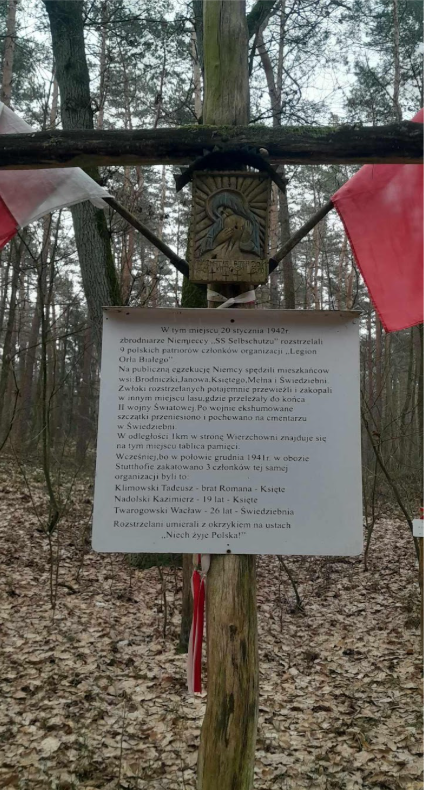 W tym miejscu 20 stycznia 1942r
zbrodniarze Niemjeccy „SS Selbschutzu” rozstrzelali
9 polskich patriotów członków organizacji „Legion
Orła Białego”.
Na publiczną egzekucję Niemcy spędzili mieszkańców
wsi: Brodniczki,Janowa,Księtego,Mełna i Świedziebni.
Zwłoki rozstrzelanych potajemnie przewieźli i zakopali
w innym miejscu lasu,gdzie przeleżały do końca
II wojny Światowej. Po wojnie ekshumowane
szczątki przeniesiono i pochowano na cmentarzu
w Świedziebni.
W odległości 1km w stronę Wierzchowni znajduje się
na tym miejscu tablica pamięci.
Wcześniej,bo w połowie grudnia 1941r. w obozie
Stutthofie zakatowano 3 członków tej samej
organizacji byli to:
Klimowski Tadeusz - brat Romana - Księte
Nadolski Kazimierz - 19 lat - Księte
Twarogowski Wacław - 26 lat - Świedziebnia
Rozstrzelani umierali z okrzykiem na ustach
„Niech żyje Polska!”